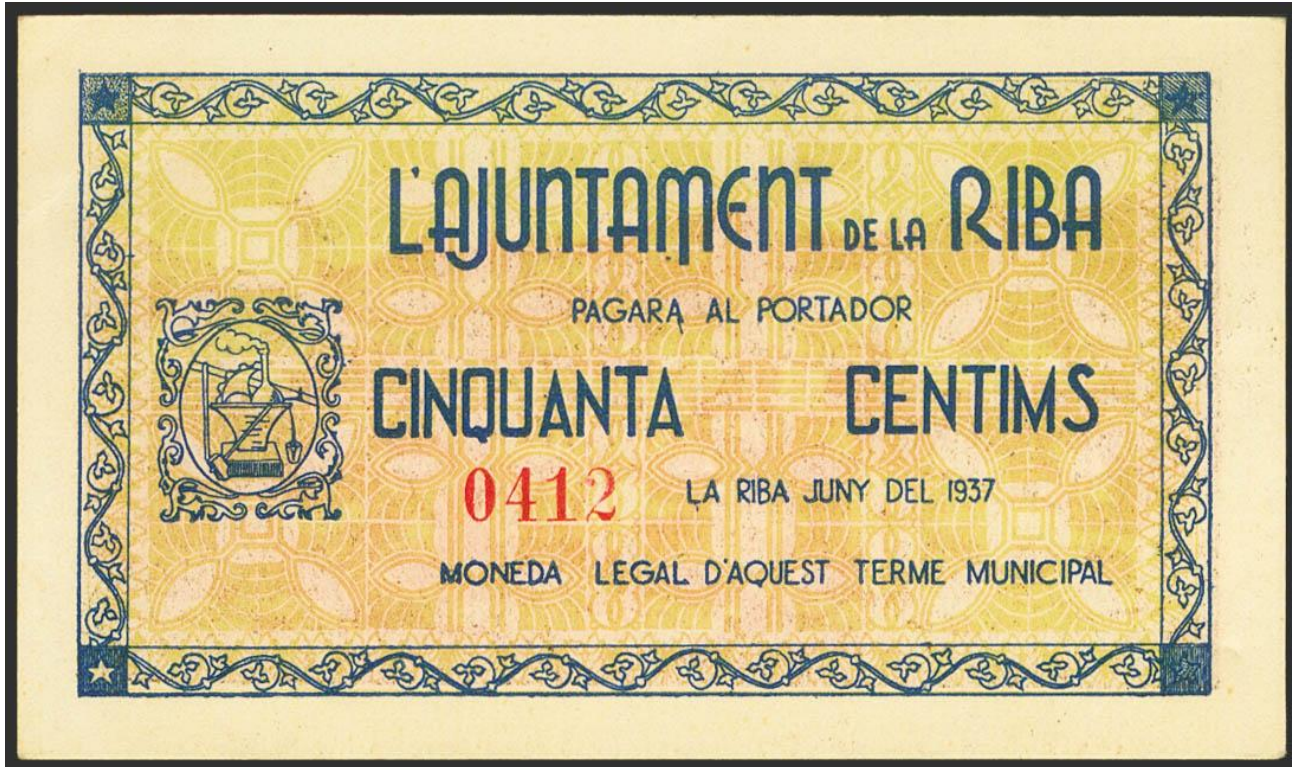 L'AJUNTAMENT DE LA RIBA
PAGARA AL PORTADOR
CINQUANTA CENTIMS
0412 LA RIBA JUNY DEL 1937
MONEDA LEGAL D'AQUEST TERME MUNICIPAL